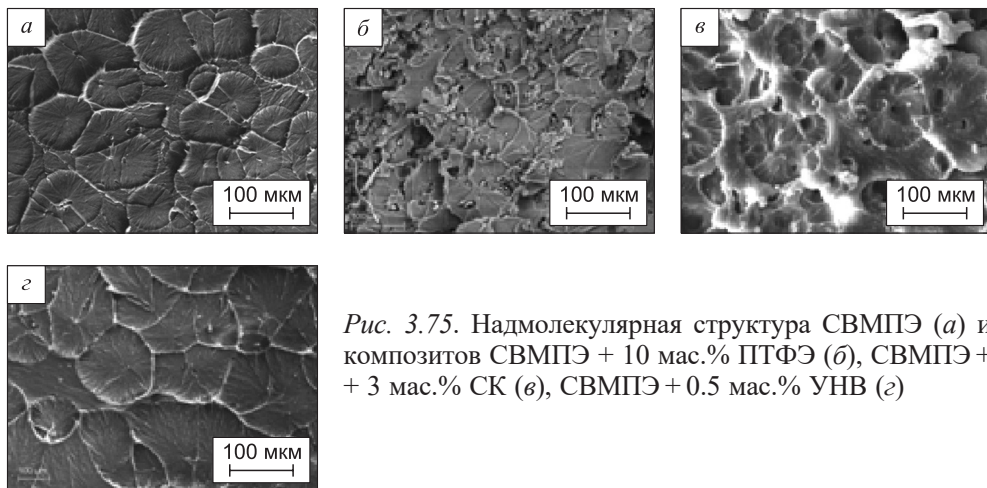 а
б
в
100 мкм
100 мкм
100 мкм
г
100 мкм
Рис. 3.75. Надмолекулярная структура СВМПЭ (а) и
композитов СВМПЭ + 10 мас.% ПТФЭ (б), СВМПЭ +
+ 3 мас.% СК (в), СВМПЭ + 0.5 мас.% УНВ (г)